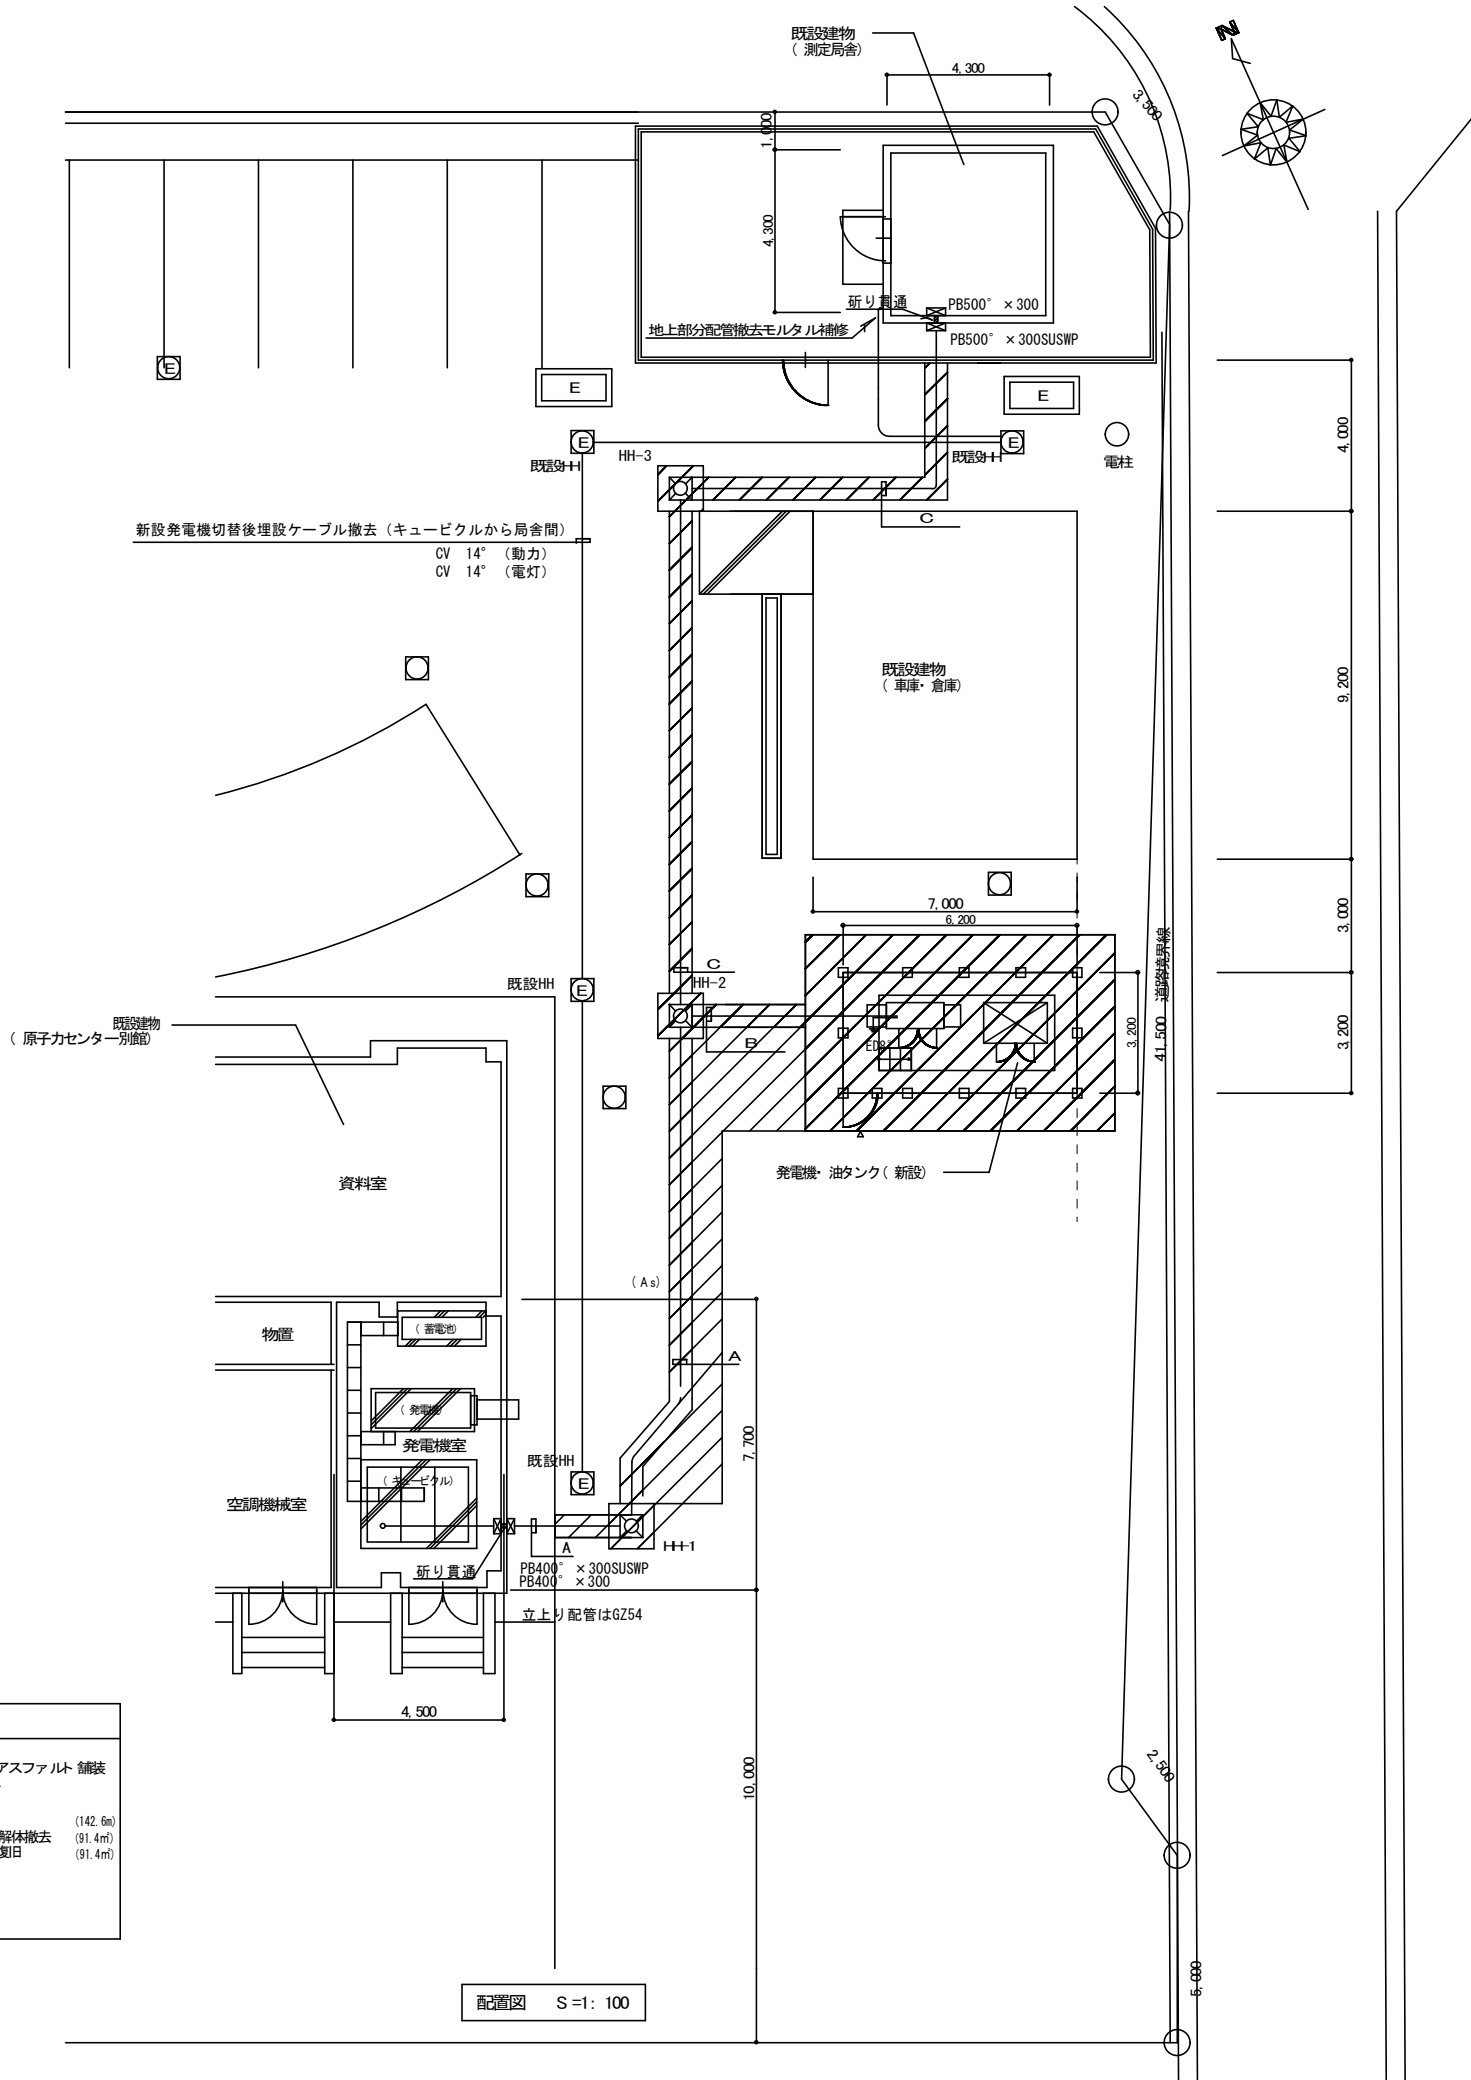 既設建物
( 測定局舎)
N
4,300
3,500
1,000
4,300
斫り貫通
PB500° ×300
地上部分配管撤去モルタル補修
PB500° ×300SUSWP
E
E
E
E
E
HH-3
既設HH
既設HH
電柱
4,000
C
新設発電機切替後埋設ケーブル撤去（キュービクルから局舎間）
CV 14° （動力）
CV 14° （電灯）
既設建物
( 車庫・ 倉庫)
9,200
7,000
6,200
3,000
41,500 道路境界線
C
HH-2
既設HH
E
B
ED8°
3,200
3,200
既設建物
( 原子力センター別館)
発電機・ 油タンク( 新設)
資料室
( As)
物置
( 蓄電池)
A
( 発電機)
発電機室
7,700
既設HH
E
( キュービクル)
空調機械室
HH-1
A
斫り貫通
PB400° ×300SUSWP
PB400° ×300
立上り配管はGZ54
4,500
アスファルト 舗装
(142.6m)
解体撤去 (91.4㎡)
復旧 (91.4㎡)
10,000
2,500
5,000
配置図 S =1: 100